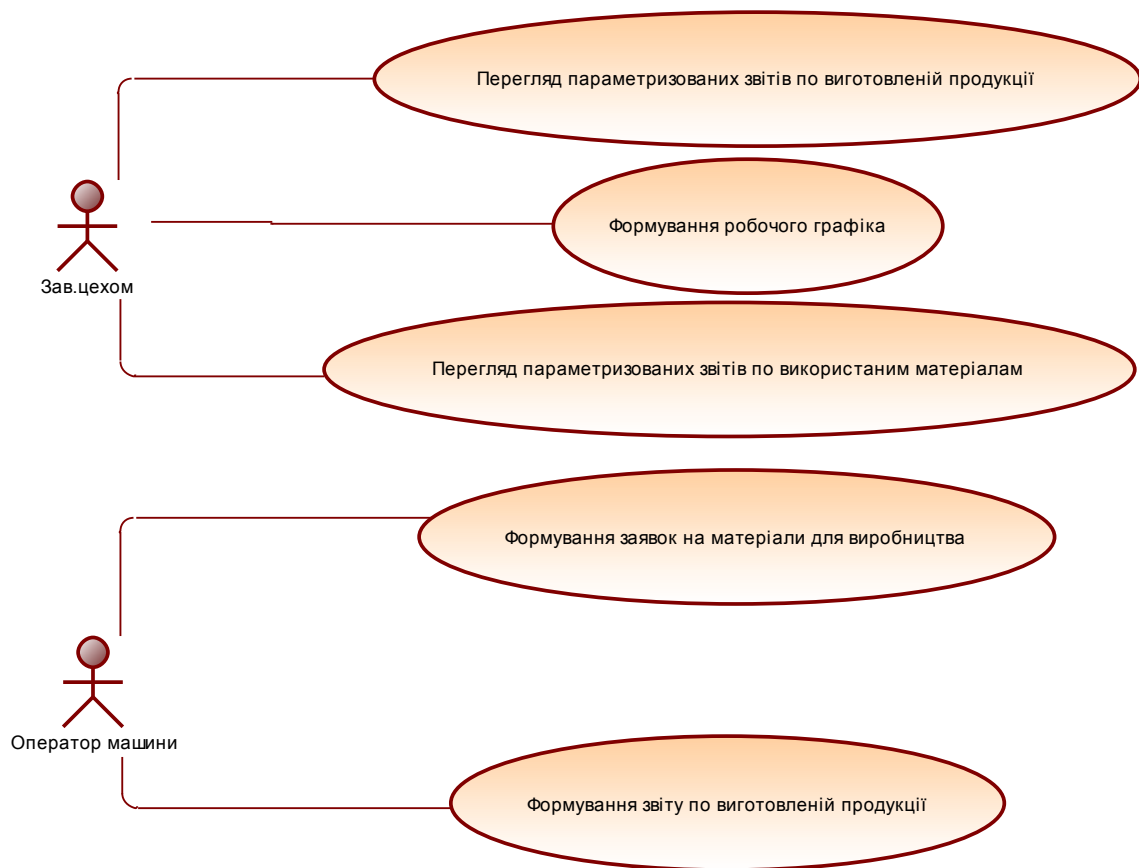 Перегляд параметризованих звітів по виготовленій продукції
Формування робочого графіка
Зав.цехом
Перегляд параметризованих звітів по використаним матеріалам
Формування заявок на матеріали для виробництва
Оператор машини
Формування звіту по виготовленій продукції